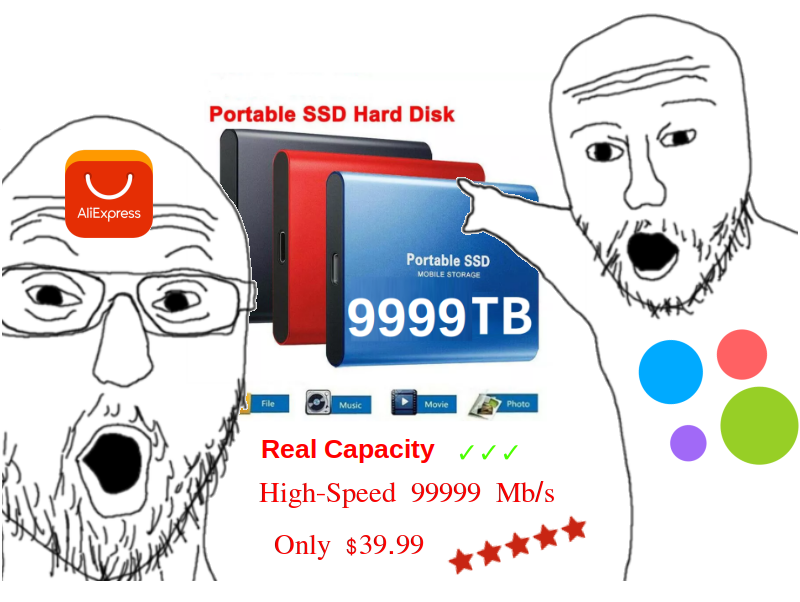 Portable SSD Hard Disk
AliExpress
Portable SSD
MOBILE STORAGE
9999TB
File
Music
Movie
Photo
Real Capacity ✓✓✓
High-Speed 99999 Mb/s
Only $39.99